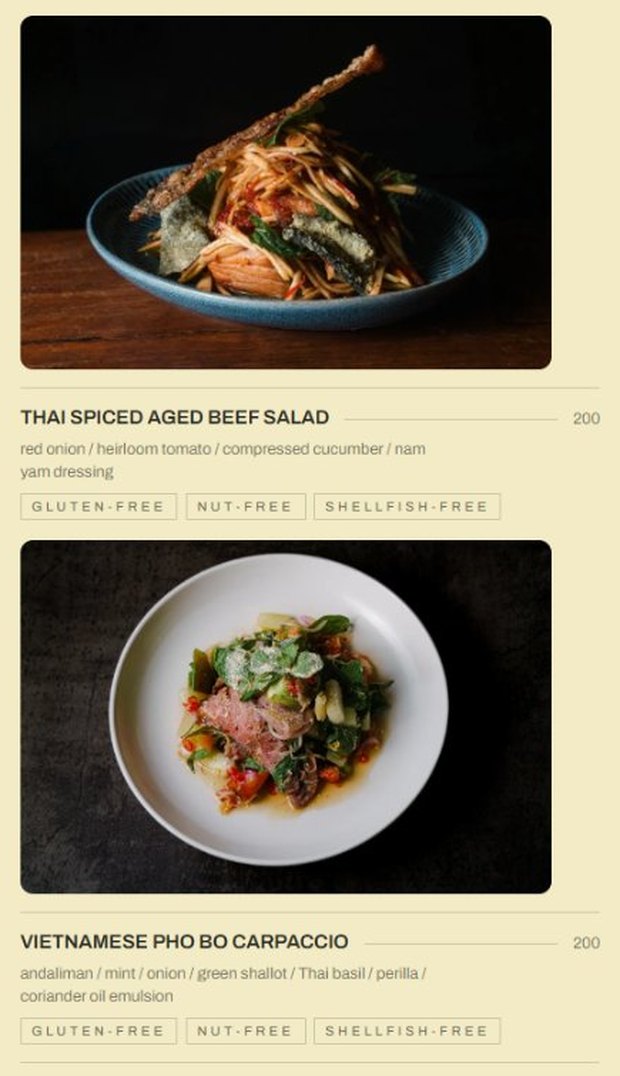 THAI SPICED AGED BEEF SALAD 200
red onion / heirloom tomato / compressed cucumber / nam
yam dressing
GLUTEN-FREE NUT-FREE SHELLFISH-FREE
VIETNAMESE PHO BO CARPACCIO 200
andaliman / mint / onion / green shallot / Thai basil / perilla /
coriander oil emulsion
GLUTEN-FREE NUT-FREE SHELLFISH-FREE